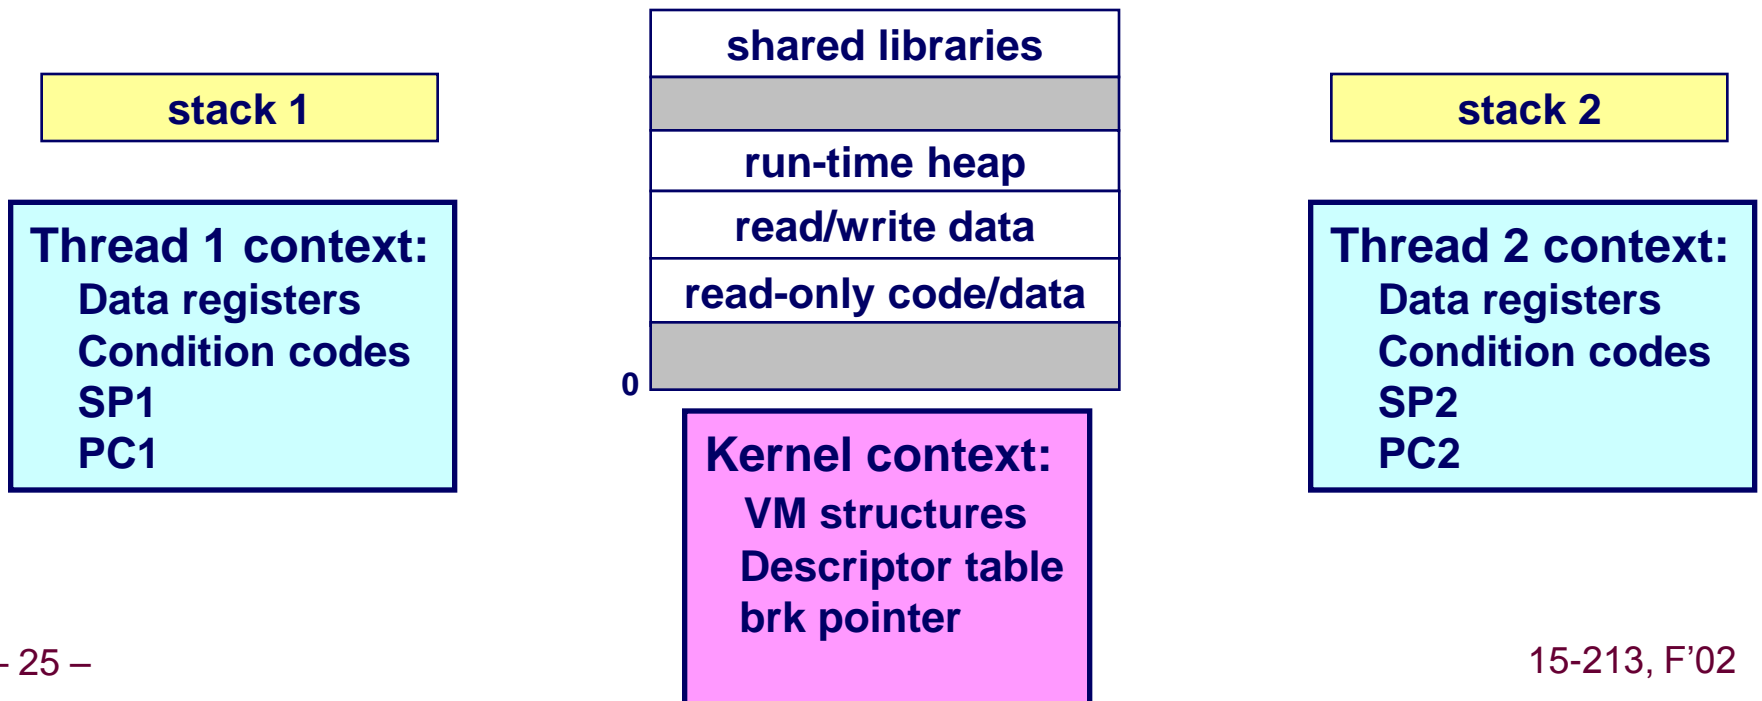 stack 1
Thread 1 context:
Data registers
Condition codes
SP1
PC1
shared libraries
run-time heap
read/write data
read-only code/data
0
Kernel context:
VM structures
Descriptor table
brk pointer
stack 2
Thread 2 context:
Data registers
Condition codes
SP2
PC2
– 25 –
15-213, F’02